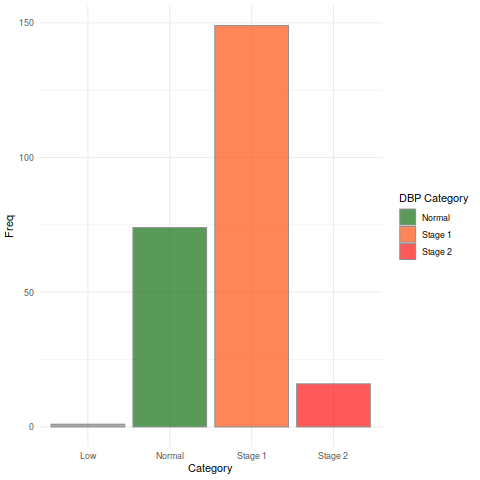 150
100
50
0
Freq
Low
Normal
Stage 1
Stage 2
Category
DBP Category
Normal
Stage 1
Stage 2